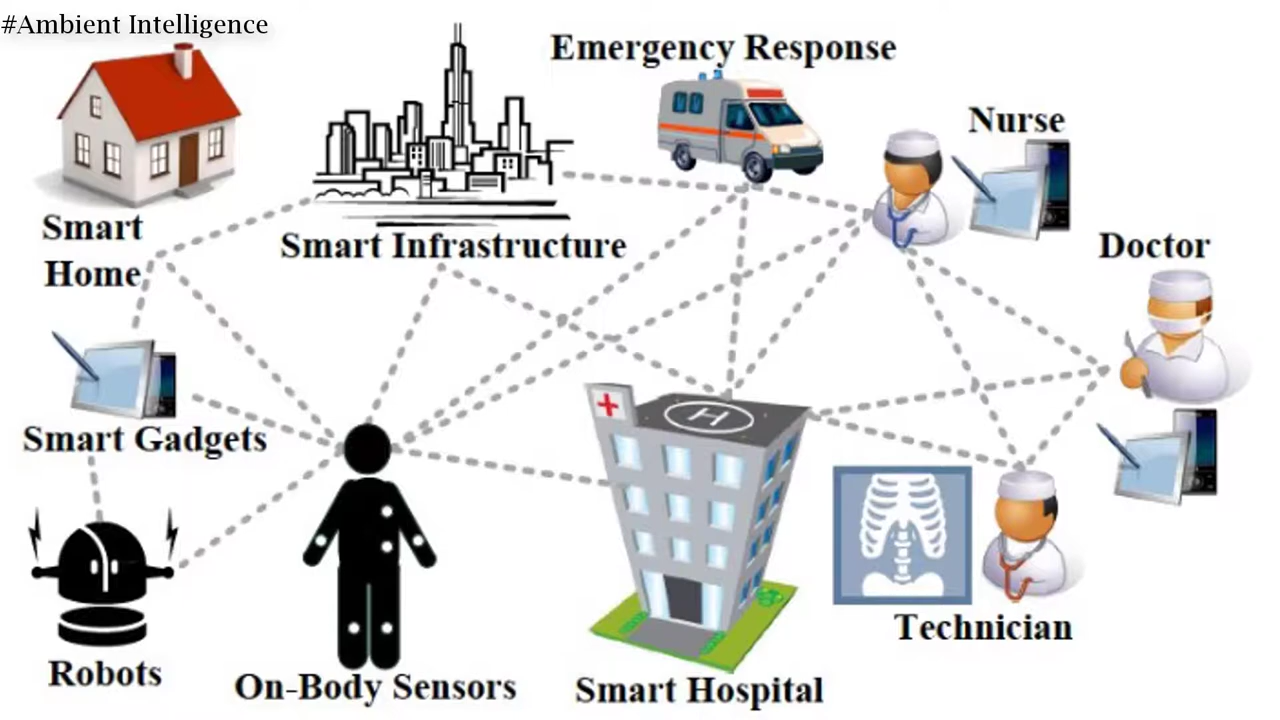 #Ambient Intelligence
Emergency Response
Nurse
Smart
Home
Smart Infrastructure
Doctor
H
Smart Gadgets
Technician
Robots
On-Body Sensors
Smart Hospital